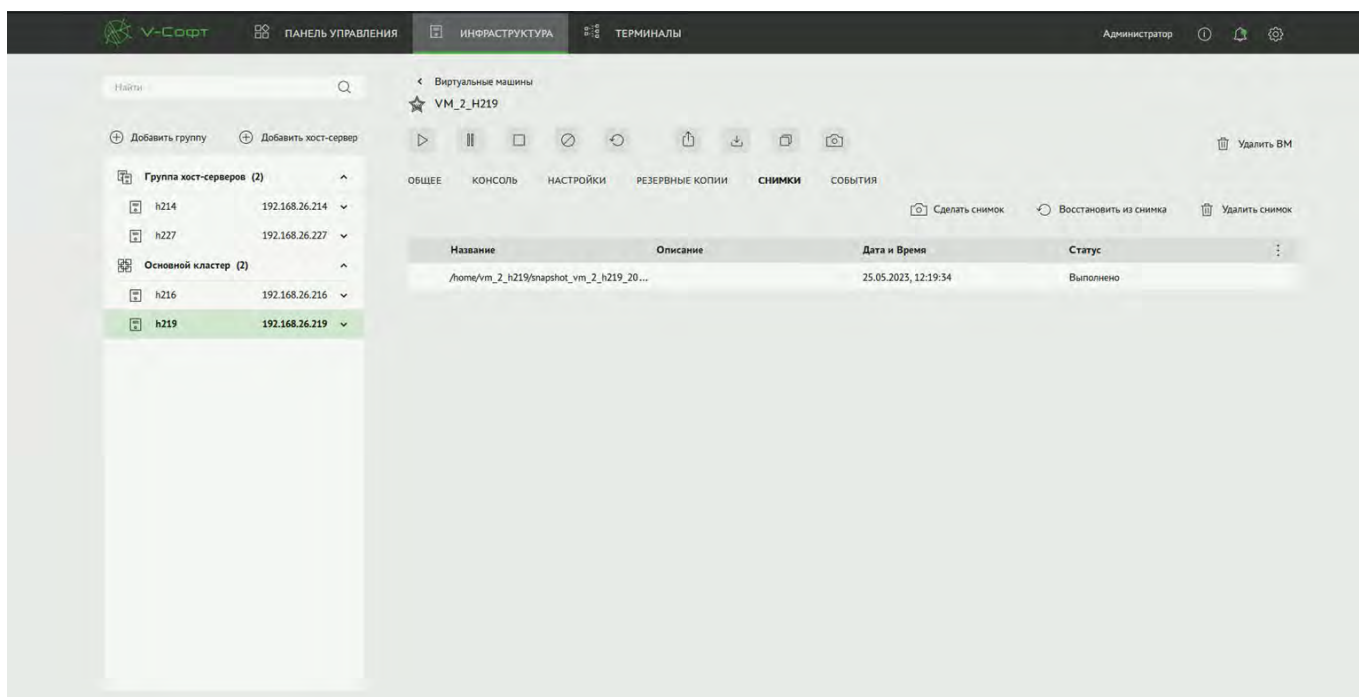 V-Софт
ПАНЕЛЬ УПРАВЛЕНИЯ
ИНФРАСТРУКТУРА
ТЕРМИНАЛЫ
Администратор
Найти
Добавить группу
Добавить хост-сервер
Группа хост-серверов (2)
h214 192.168.26.214
h227 192.168.26.227
Основной кластер (2)
h216 192.168.26.216
h219 192.168.26.219
Виртуальные машины
VM_2_H219
Удалить ВМ
ОБЩЕЕ КОНСОЛЬ НАСТРОЙКИ РЕЗЕРВНЫЕ КОПИИ СНИМКИ СОБЫТИЯ
Сделать снимок Восстановить из снимка Удалить снимок
Название Описание Дата и Время Статус
/home/vm_2_h219/snapshot_vm_2_h219_20... 25.05.2023, 12:19:34 Выполнено